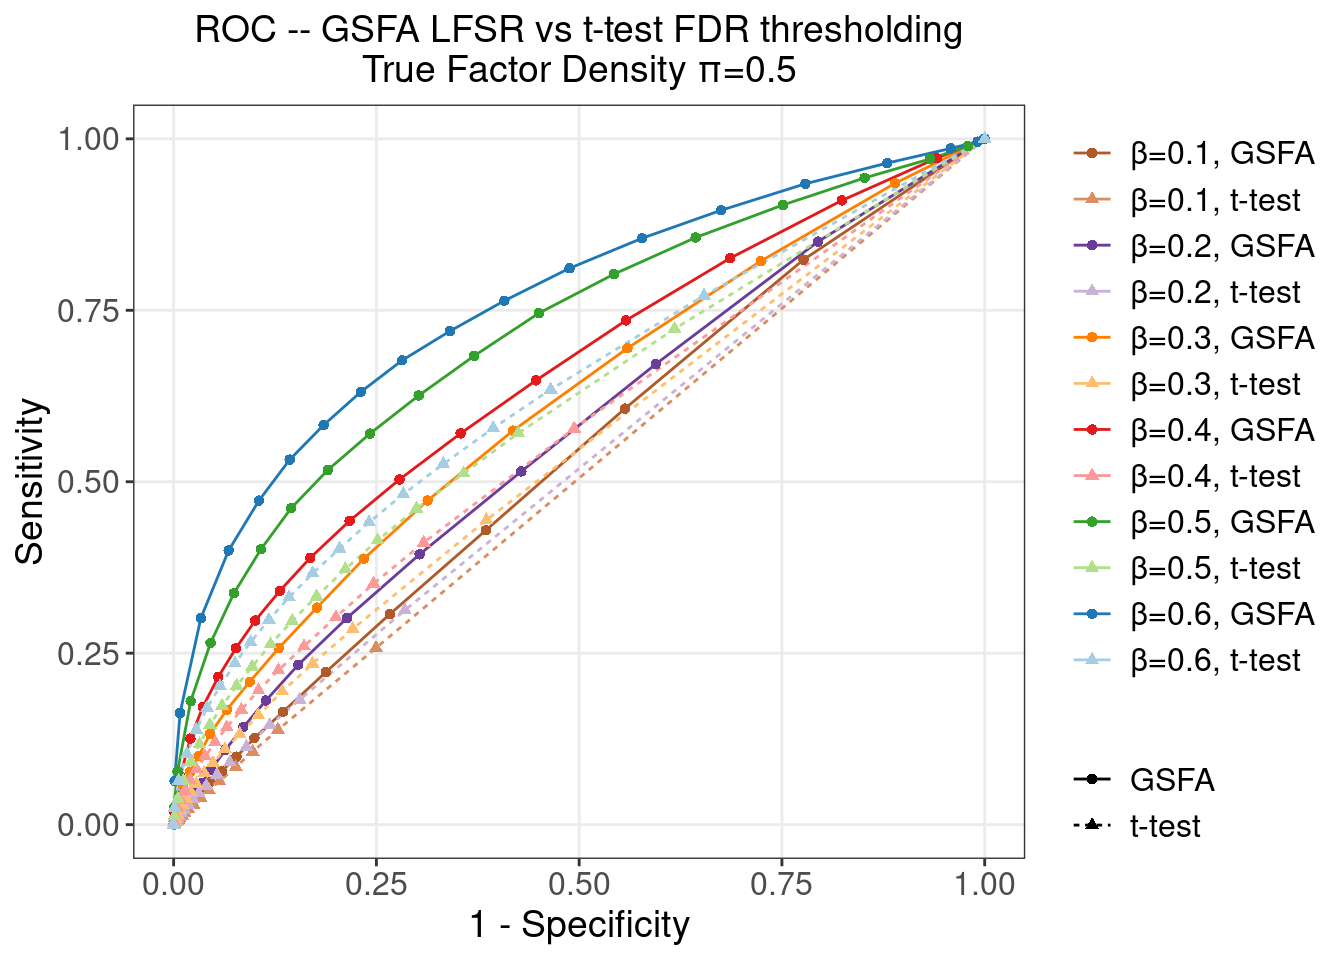 ROC -- GSFA LFSR vs t-test FDR thresholding
True Factor Density π=0.5
1.00
0.75
0.50
0.25
0.00
Sensitivity
0.00 0.25 0.50 0.75 1.00
1 - Specificity
β=0.1, GSFA
β=0.1, t-test
β=0.2, GSFA
β=0.2, t-test
β=0.3, GSFA
β=0.3, t-test
β=0.4, GSFA
β=0.4, t-test
β=0.5, GSFA
β=0.5, t-test
β=0.6, GSFA
β=0.6, t-test
GSFA
t-test